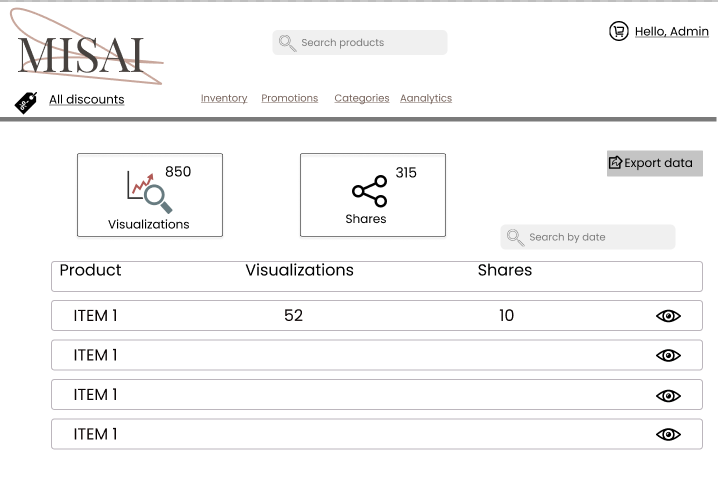 MISAI
Search products
Hello, Admin
All discounts
Inventory Promotions Categories Aanalytics
850
Visualizations
315
Shares
Export data
Search by date
Product Visualizations Shares
ITEM 1 52 10
ITEM 1
ITEM 1
ITEM 1